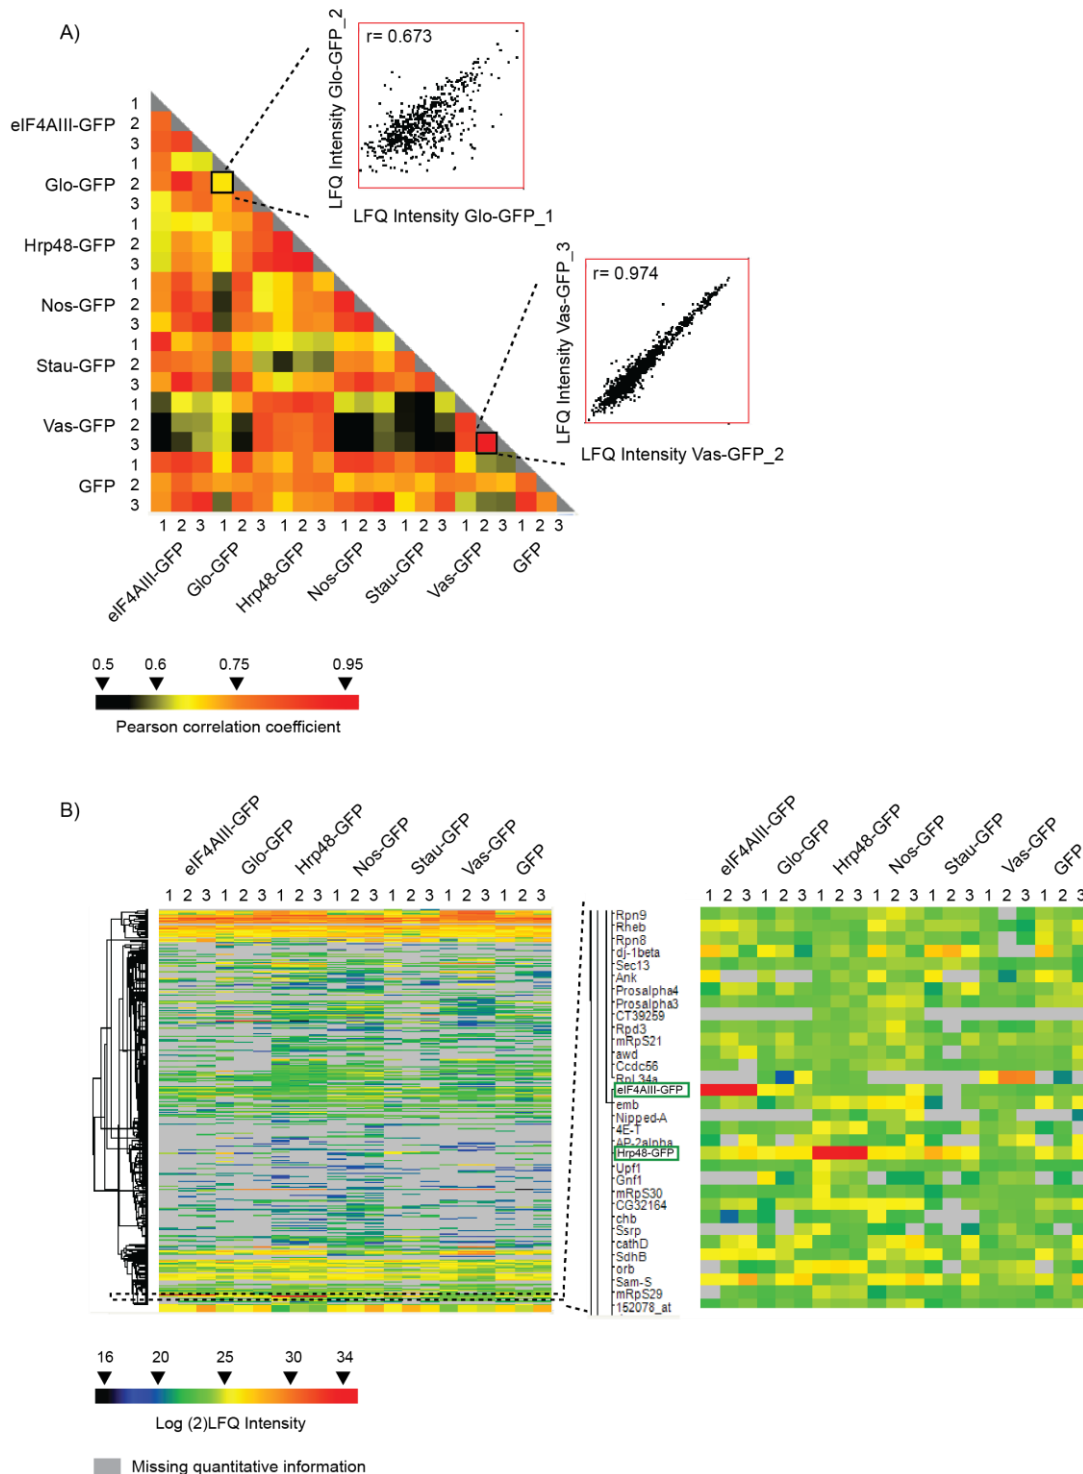 A)
r= 0.673
LFQ Intensity Glo-GFP_2
LFQ Intensity Glo-GFP_1
eIF4AIII-GFP
1
2
3
Glo-GFP
1
2
3
Hrp48-GFP
1
2
3
Nos-GFP
1
2
3
Stau-GFP
1
2
3
Vas-GFP
1
2
3
GFP
1
2
3
r= 0.974
LFQ Intensity Vas-GFP_3
LFQ Intensity Vas-GFP_2
1 2 3 1 2 3 1 2 3 1 2 3 1 2 3 1 2 3 1 2 3
eIF4AIII-GFP Glo-GFP Hrp48-GFP Nos-GFP Stau-GFP Vas-GFP GFP
0.5 0.6 0.75 0.95
Pearson correlation coefficient
B)
eIF4AIII-GFP Glo-GFP Hrp48-GFP Nos-GFP Stau-GFP Vas-GFP GFP
1 2 3 1 2 3 1 2 3 1 2 3 1 2 3 1 2 3 1 2 3
eIF4AIII-GFP Glo-GFP Hrp48-GFP Nos-GFP Stau-GFP Vas-GFP GFP
1 2 3 1 2 3 1 2 3 1 2 3 1 2 3 1 2 3 1 2 3
Rpn9
Rheb
Rpn8
dj-1beta
Sec13
Ank
Prosalpha4
Prosalpha3
CT39259
Rpd3
mRpS21
awd
Ccdc56
RpL34a
eIF4AIII-GFP
emb
Nipped-A
4E-T
AP-2alpha
Hrp48-GFP
Upf1
Gnf1
mRpS30
CG32164
chb
Ssrp
cathD
SdhB
orb
Sam-S
mRpS29
152078_at
16 20 25 30 34
Log (2)LFQ Intensity
Missing quantitative information